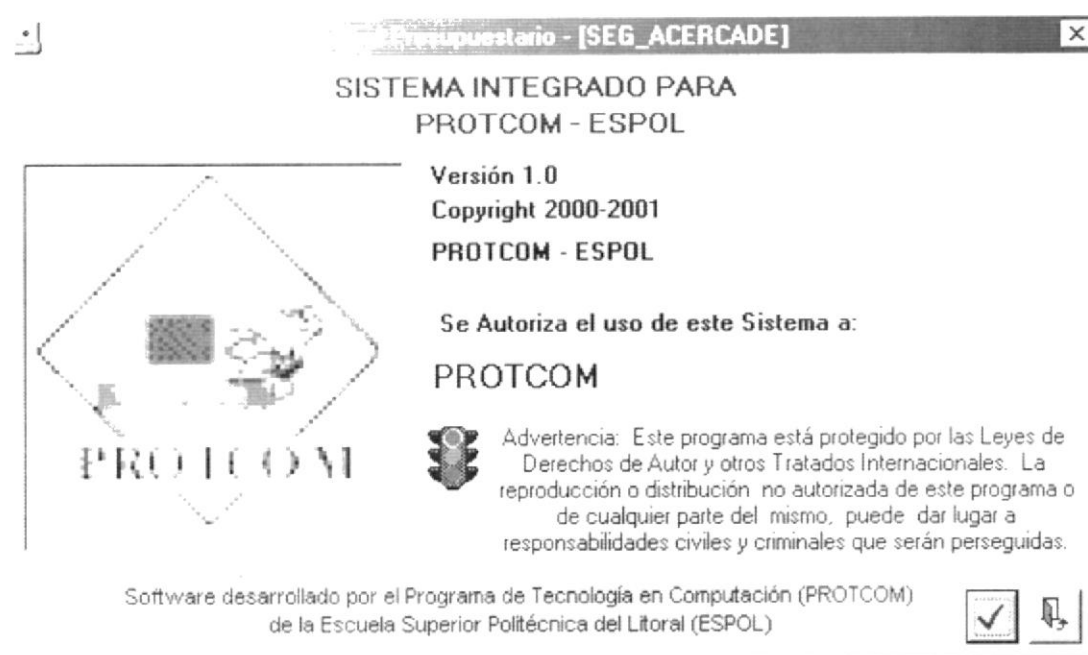 Presupuestario - [SEG_ACERCADE]
SISTEMA INTEGRADO PARA
PROTCOM - ESPOL
Versión 1.0
Copyright 2000-2001
PROTCOM - ESPOL
Se Autoriza el uso de este Sistema a:
PROTCOM
PROTCOM
Advertencia: Este programa está protegido por las Leyes de
Derechos de Autor y otros Tratados Internacionales. La
reproducción o distribución no autorizada de este programa o
de cualquier parte del mismo, puede dar lugar a
responsabilidades civiles y criminales que serán perseguidas.
Software desarrollado por el Programa de Tecnología en Computación (PROTCOM)
de la Escuela Superior Politécnica del Litoral (ESPOL)